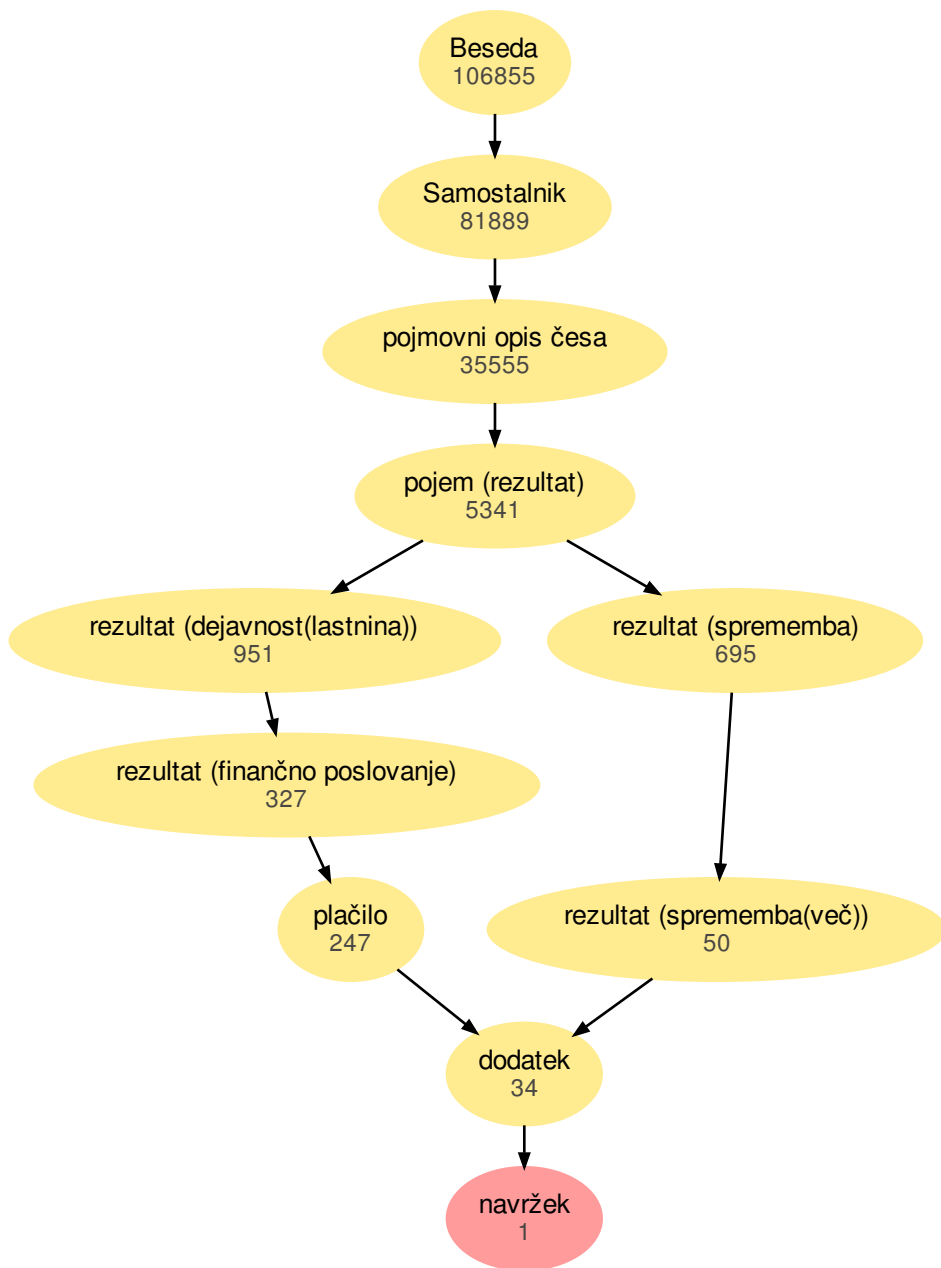 Beseda
106855
Samostalnik
81889
pojmovni opis česa
35555
pojem (rezultat)
5341
rezultat (dejavnost(lastnina))
951
rezultat (sprememba)
695
rezultat (finančno poslovanje)
327
plačilo
247
rezultat (sprememba(več))
50
dodatek
34
navržek
1